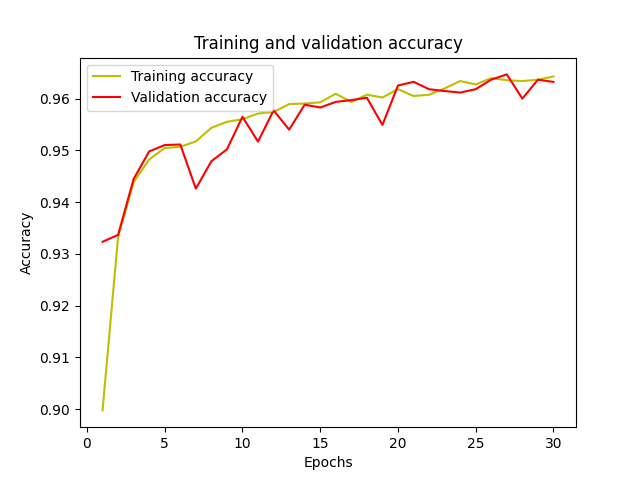 Training and validation accuracy
Training accuracy
Validation accuracy
0.96
0.95
0.94
0.93
0.92
0.91
0.90
Accuracy
0 5 10 15 20 25 30
Epochs